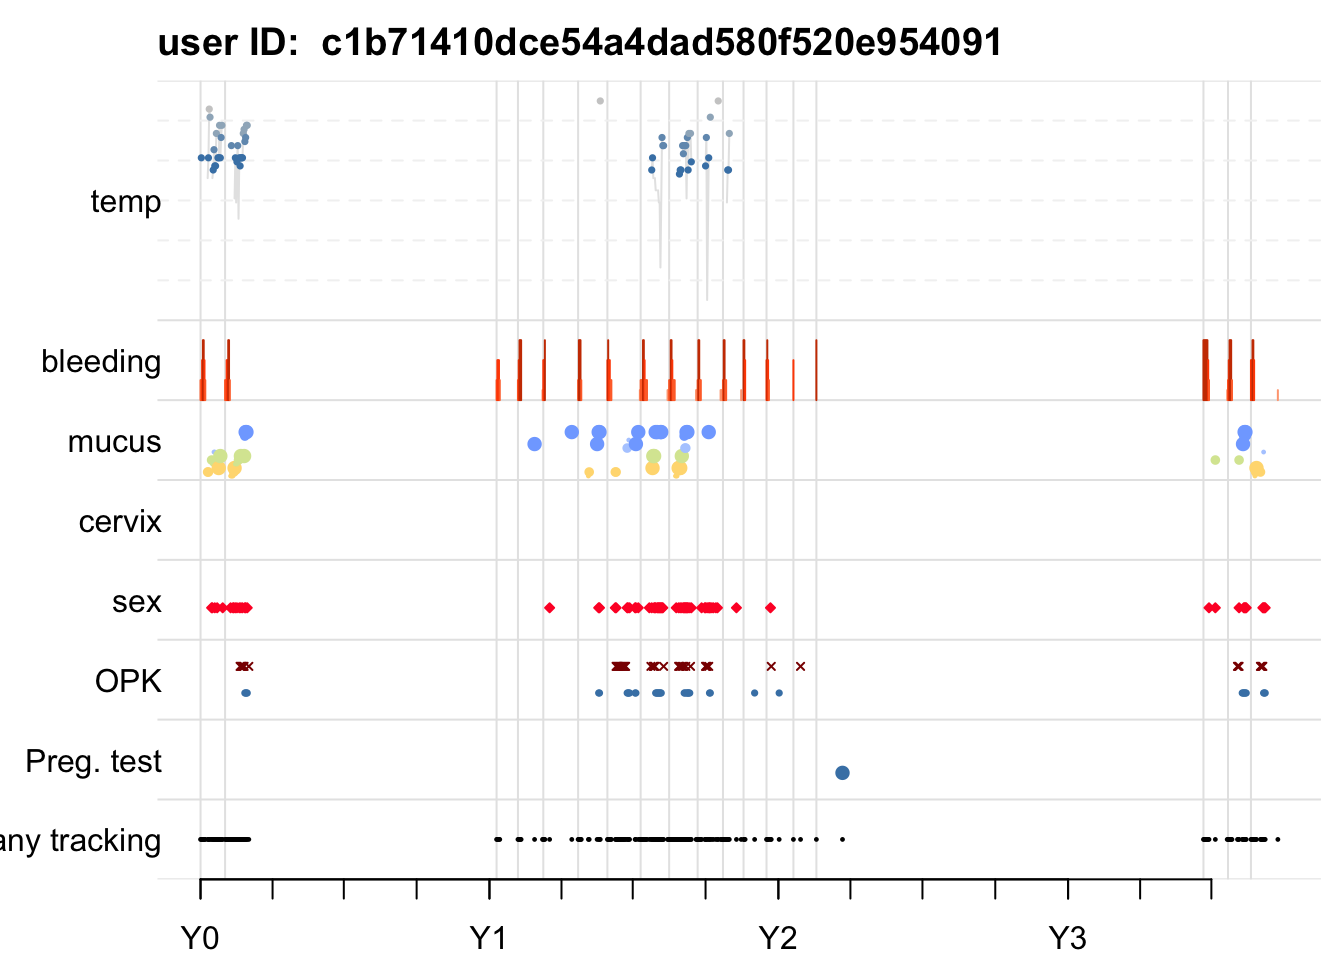 user ID:  c1b71410dce54a4dad580f520e954091
temp
bleeding
mucus
cervix
sex
OPK
Preg. test
any tracking
Y0 Y1 Y2 Y3